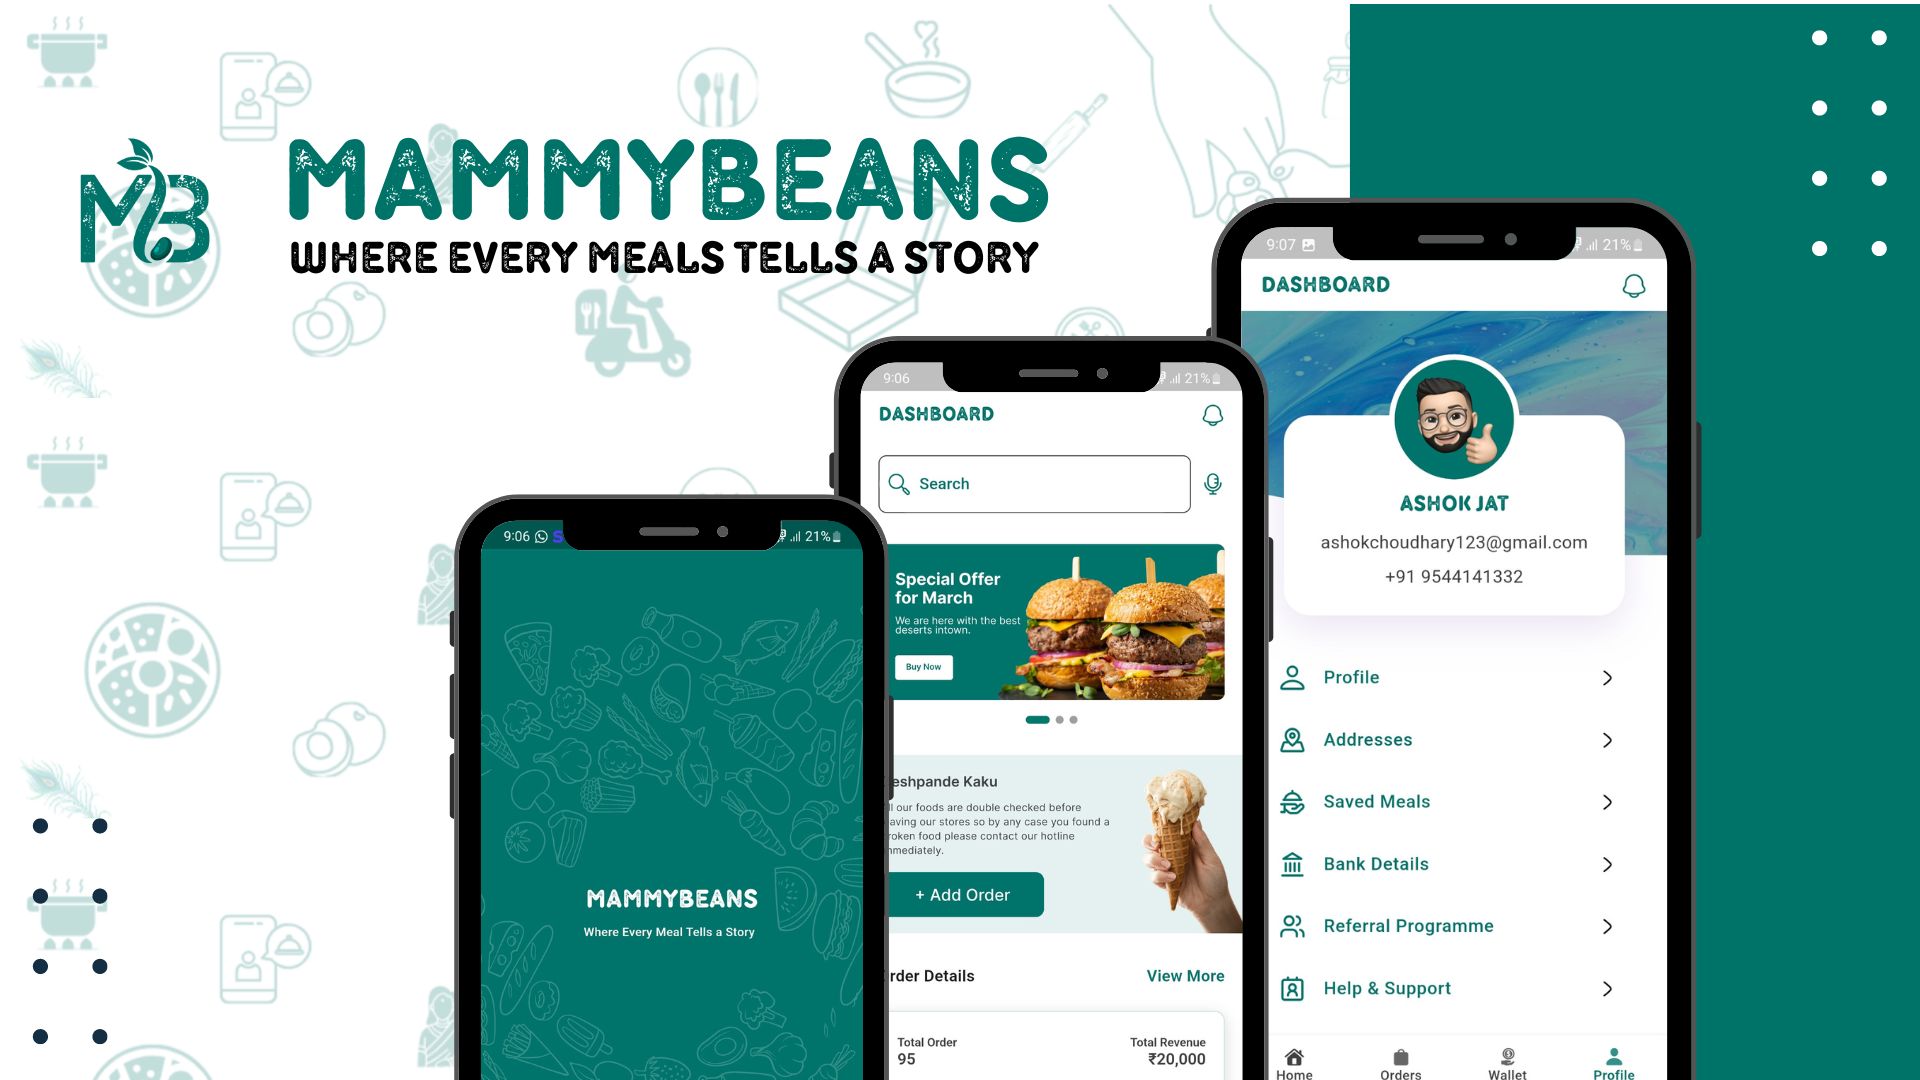 MB
MAMMYBEANS
WHERE EVERY MEALS TELLS A STORY
9:06
21%
MAMMYBEANS
Where Every Meal Tells a Story
9:06
21%
DASHBOARD
Search
Special Offer
for March
We are here with the best
deserts intown.
Buy Now
eshpande Kaku
l our foods are double checked before
aving our stores so by any case you found a
roken food please contact our hotline
mediately.
+ Add Order
rder Details
View More
Total Order
Total Revenue
95
₹20,000
9:07
21%
DASHBOARD
ASHOK JAT
ashokchoudhary123@gmail.com
+91 9544141332
Profile
Addresses
Saved Meals
Bank Details
Referral Programme
Help & Support
Home
Orders
Wallet
Profile